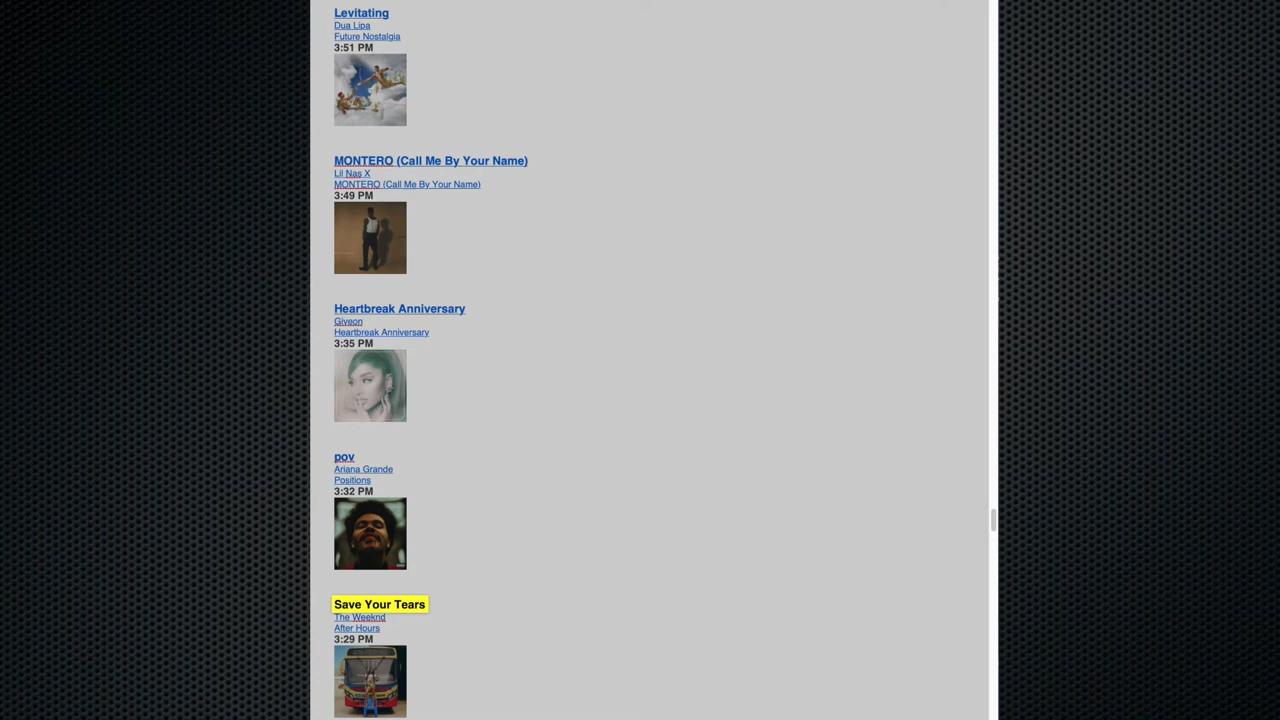 Levitating
Dua Lipa
Future Nostalgia
3:51 PM
MONTERO (Call Me By Your Name)
Lil Nas X
MONTERO (Call Me By Your Name)
3:49 PM
Heartbreak Anniversary
Giveon
Heartbreak Anniversary
3:35 PM
pov
Ariana Grande
Positions
3:32 PM
Save Your Tears
The Weeknd
After Hours
3:29 PM